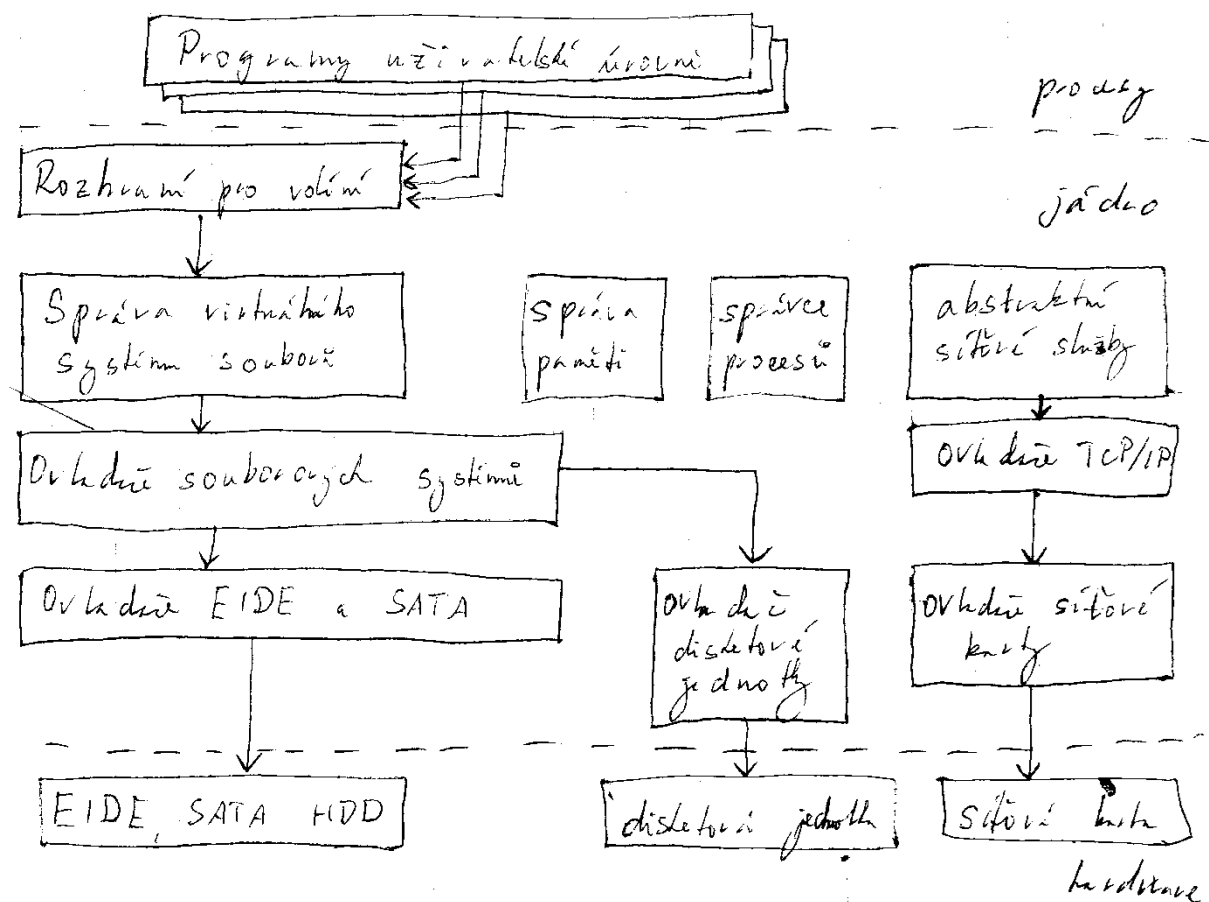 Programy uživatelské úrovně
procesy
Rozhraní pro volání
jádro
Správa virtuálního
systému souborů
správa
paměti
správce
procesů
abstraktní
síťové služby
Ovladače souborových systémů
Ovladače TCP/IP
Ovladače EIDE a SATA
Ovladač
disketové
jednotky
Ovladače síťové
karty
EIDE, SATA HDD
disketová jednotka
Síťová karta
hardware